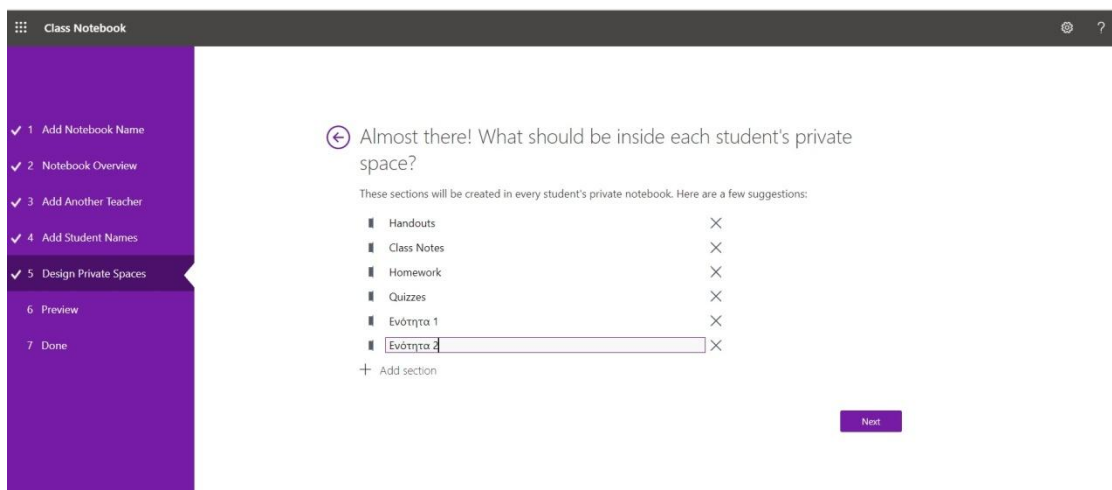 Class Notebook
?
1 Add Notebook Name
2 Notebook Overview
3 Add Another Teacher
4 Add Student Names
5 Design Private Spaces
6 Preview
7 Done
Almost there! What should be inside each student's private
space?
These sections will be created in every student's private notebook. Here are a few suggestions:
Handouts
Class Notes
Homework
Quizzes
Ενότητα 1
Ενότητα 2
+ Add section
Next